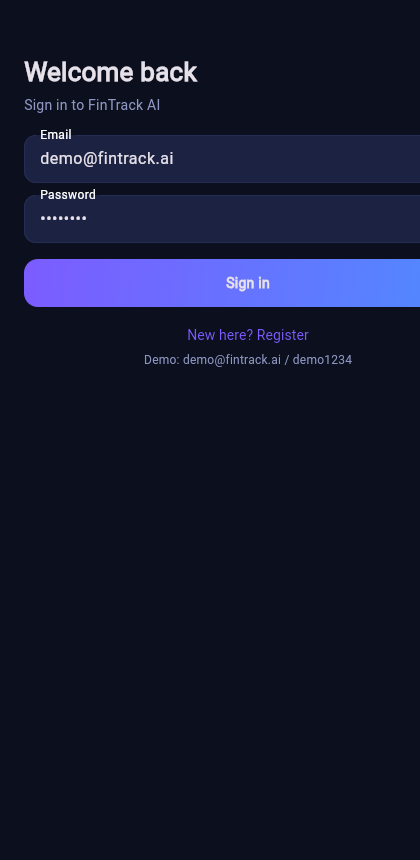 Welcome back
Sign in to FinTrack AI
Email
demo@fintrack.ai
Password
••••••••
Sign in
New here? Register
Demo: demo@fintrack.ai / demo1234